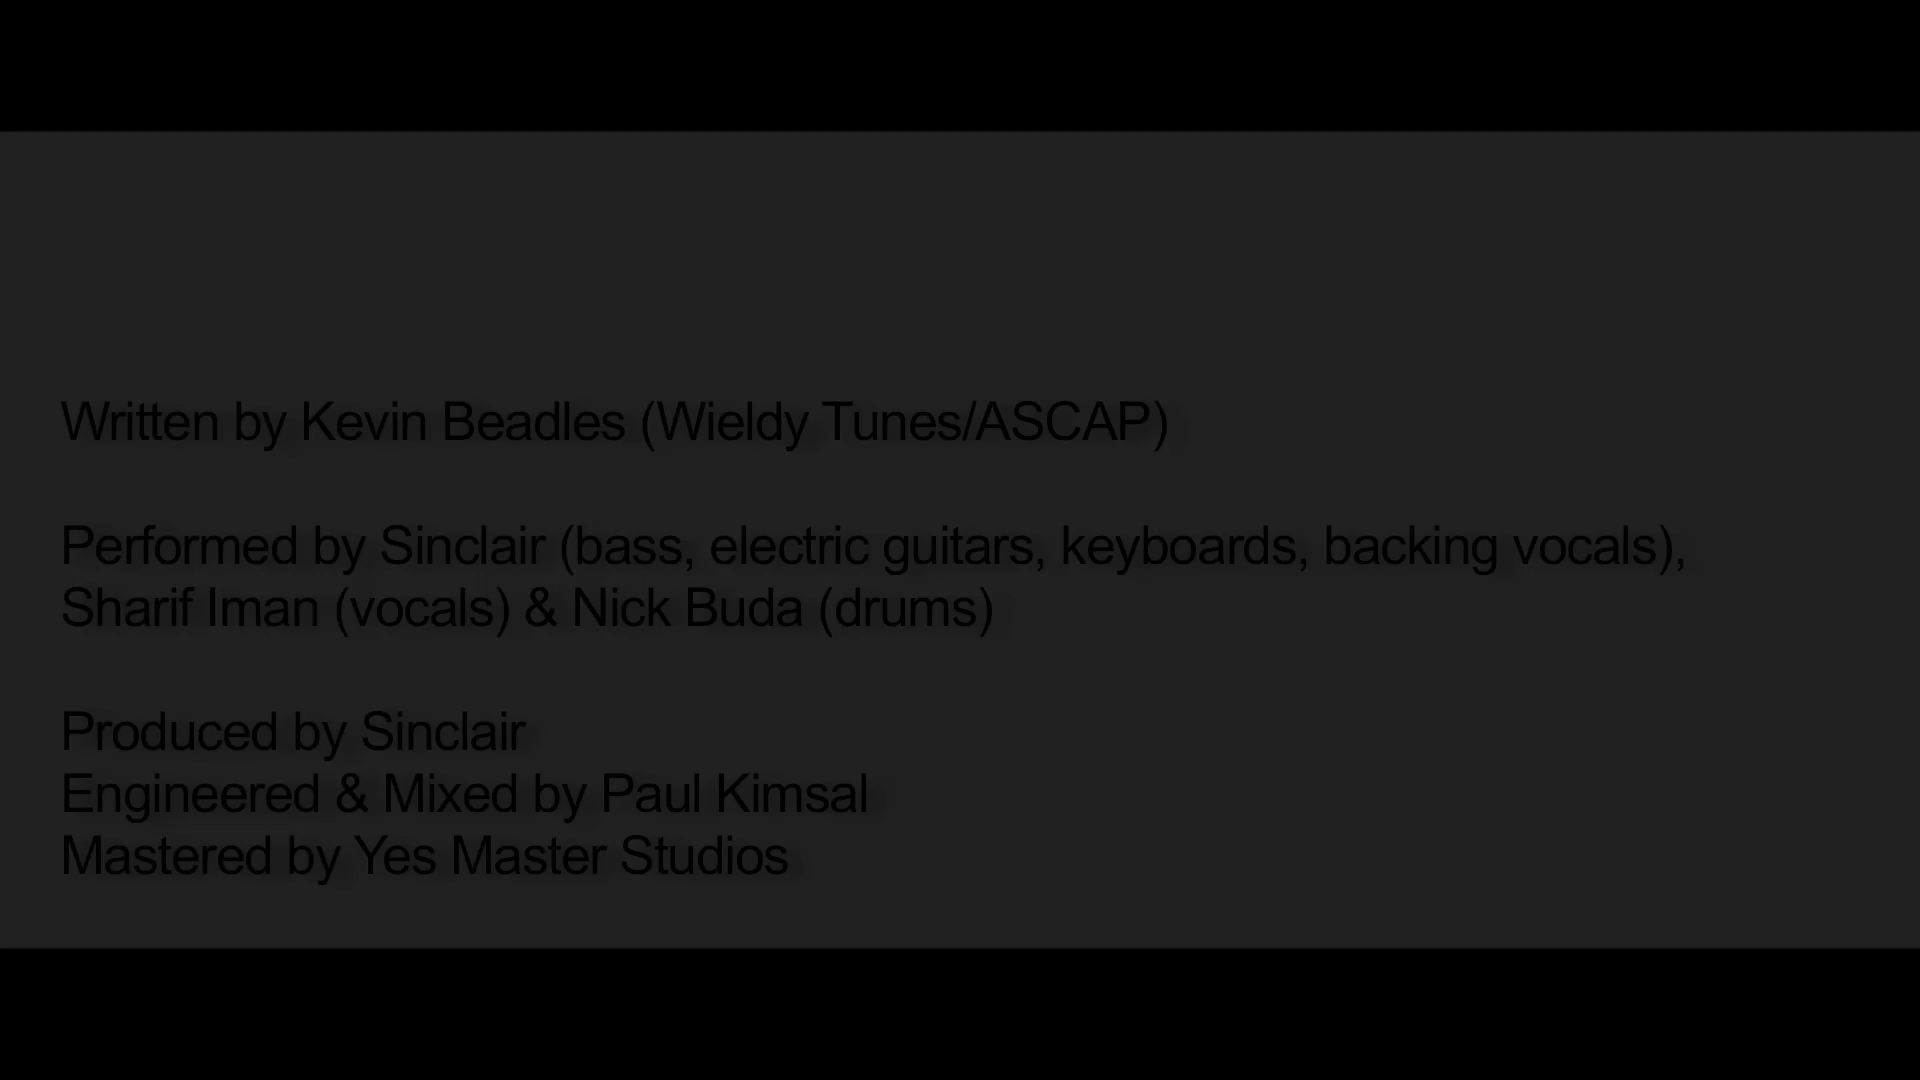 Written by Kevin Beadles (Wieldy Tunes/ASCAP)
Performed by Sinclair (bass, electric guitars, keyboards, backing vocals),
Sharif Iman (vocals) & Nick Buda (drums)
Produced by Sinclair
Engineered & Mixed by Paul Kimsal
Mastered by Yes Master Studios